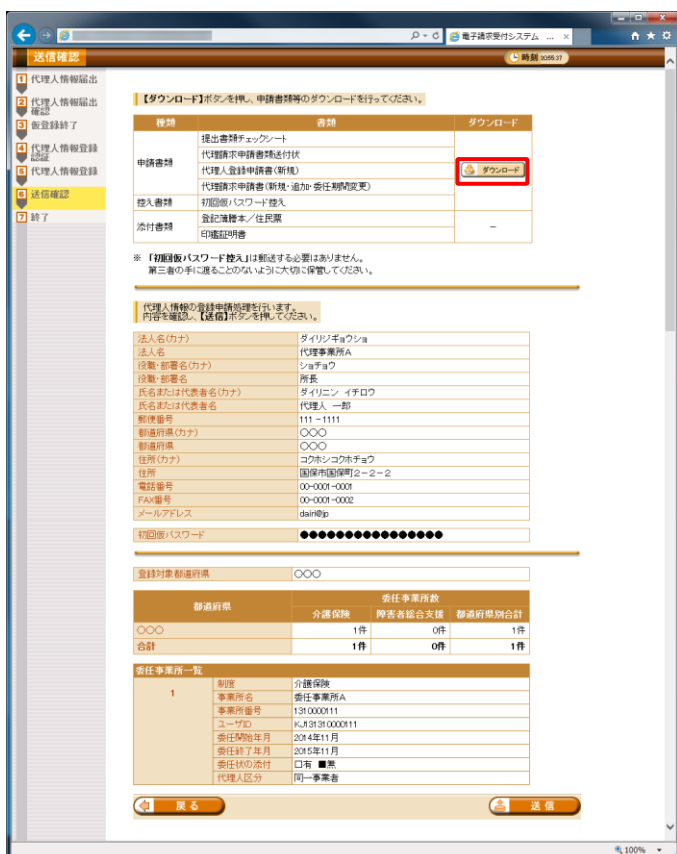 電子請求受付システム ...
送信確認
時刻 20:55:37
1 代理人情報届出
2 代理人情報届出確認
3 仮登録終了
4 代理人情報登録認証
5 代理人情報登録
6 送信確認
7 終了
【ダウンロード】ボタンを押し、申請書類等のダウンロードを行ってください。
種類 書類 ダウンロード
申請書類 提出書類チェックシート
代理請求申請書類送付状
代理人登録申請書(新規)
代理請求申請書(新規・追加・委任期間変更)
ダウンロード
控え書類 初回仮パスワード控え
添付書類 登記簿謄本/住民票
印鑑証明書
－
※ 「初回仮パスワード控え」は郵送する必要はありません。
第三者の手に渡ることのないように大切に保管してください。
代理人情報の登録申請処理を行います。
内容を確認し、【送信】ボタンを押してください。
法人名(カナ) ダイリジギョウショ
法人名 代理事業所A
役職・部署名(カナ) ショチョウ
役職・部署名 所長
氏名または代表者名(カナ) ダイリニン イチロウ
氏名または代表者名 代理人 一郎
郵便番号 111－1111
都道府県(カナ) 〇〇〇
都道府県 〇〇〇
住所(カナ) コクホシコクホチョウ
住所 国保市国保町2－2－2
電話番号 00-0001-0001
FAX番号 00-0001-0002
メールアドレス dairi@jp
初回仮パスワード ●●●●●●●●●●●●●●●●
登録対象都道府県 〇〇〇
都道府県 委任事業所数
介護保険 障害者総合支援 都道府県別合計
〇〇〇 1件 0件 1件
合計 1件 0件 1件
委任事業所一覧
1 制度 介護保険
事業所名 委任事業所A
事業所番号 1310000111
ユーザID KJ131310000111
委任開始年月 2014年11月
委任終了年月 2015年11月
委任状の添付 □有 ■無
代理人区分 同一事業者
戻る
送信
100%